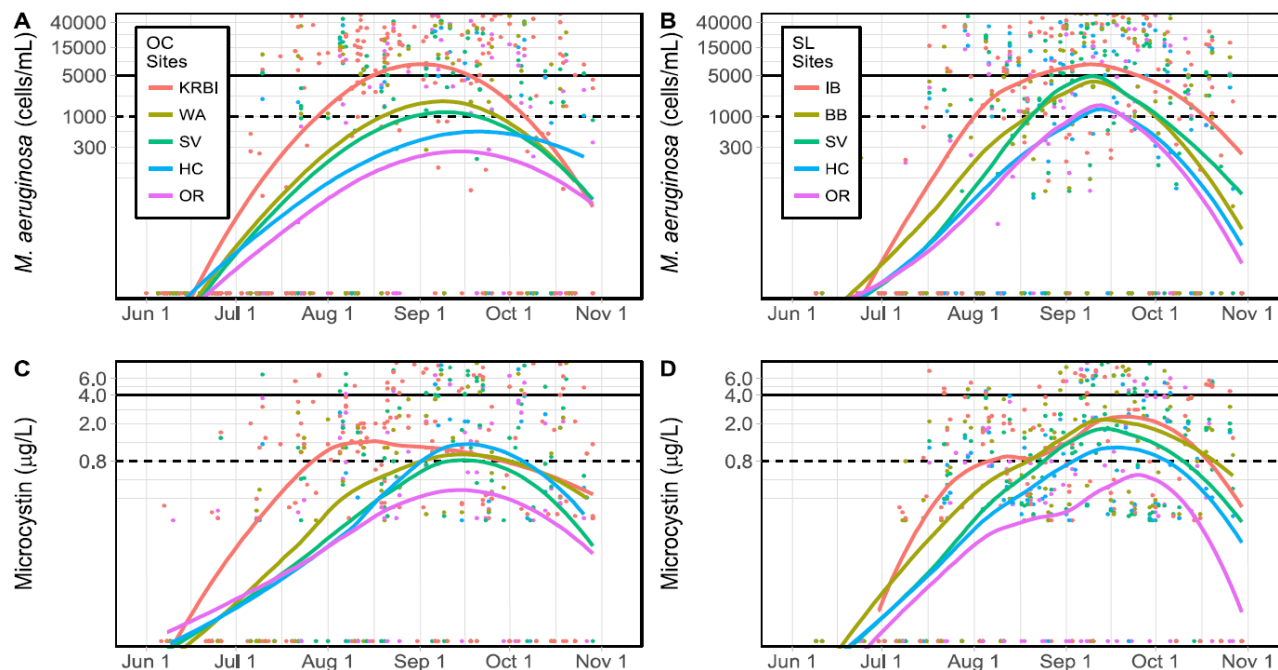 A
M. aeruginosa (cells/mL)
40000
15000
5000
1000
300
OC
Sites
KRBI
WA
SV
HC
OR
Jun 1 Jul 1 Aug 1 Sep 1 Oct 1 Nov 1
B
M. aeruginosa (cells/mL)
40000
15000
5000
1000
300
SL
Sites
IB
BB
SV
HC
OR
Jun 1 Jul 1 Aug 1 Sep 1 Oct 1 Nov 1
C
Microcystin (µg/L)
6.0
4.0
2.0
0.8
Jun 1 Jul 1 Aug 1 Sep 1 Oct 1 Nov 1
D
Microcystin (µg/L)
6.0
4.0
2.0
0.8
Jun 1 Jul 1 Aug 1 Sep 1 Oct 1 Nov 1